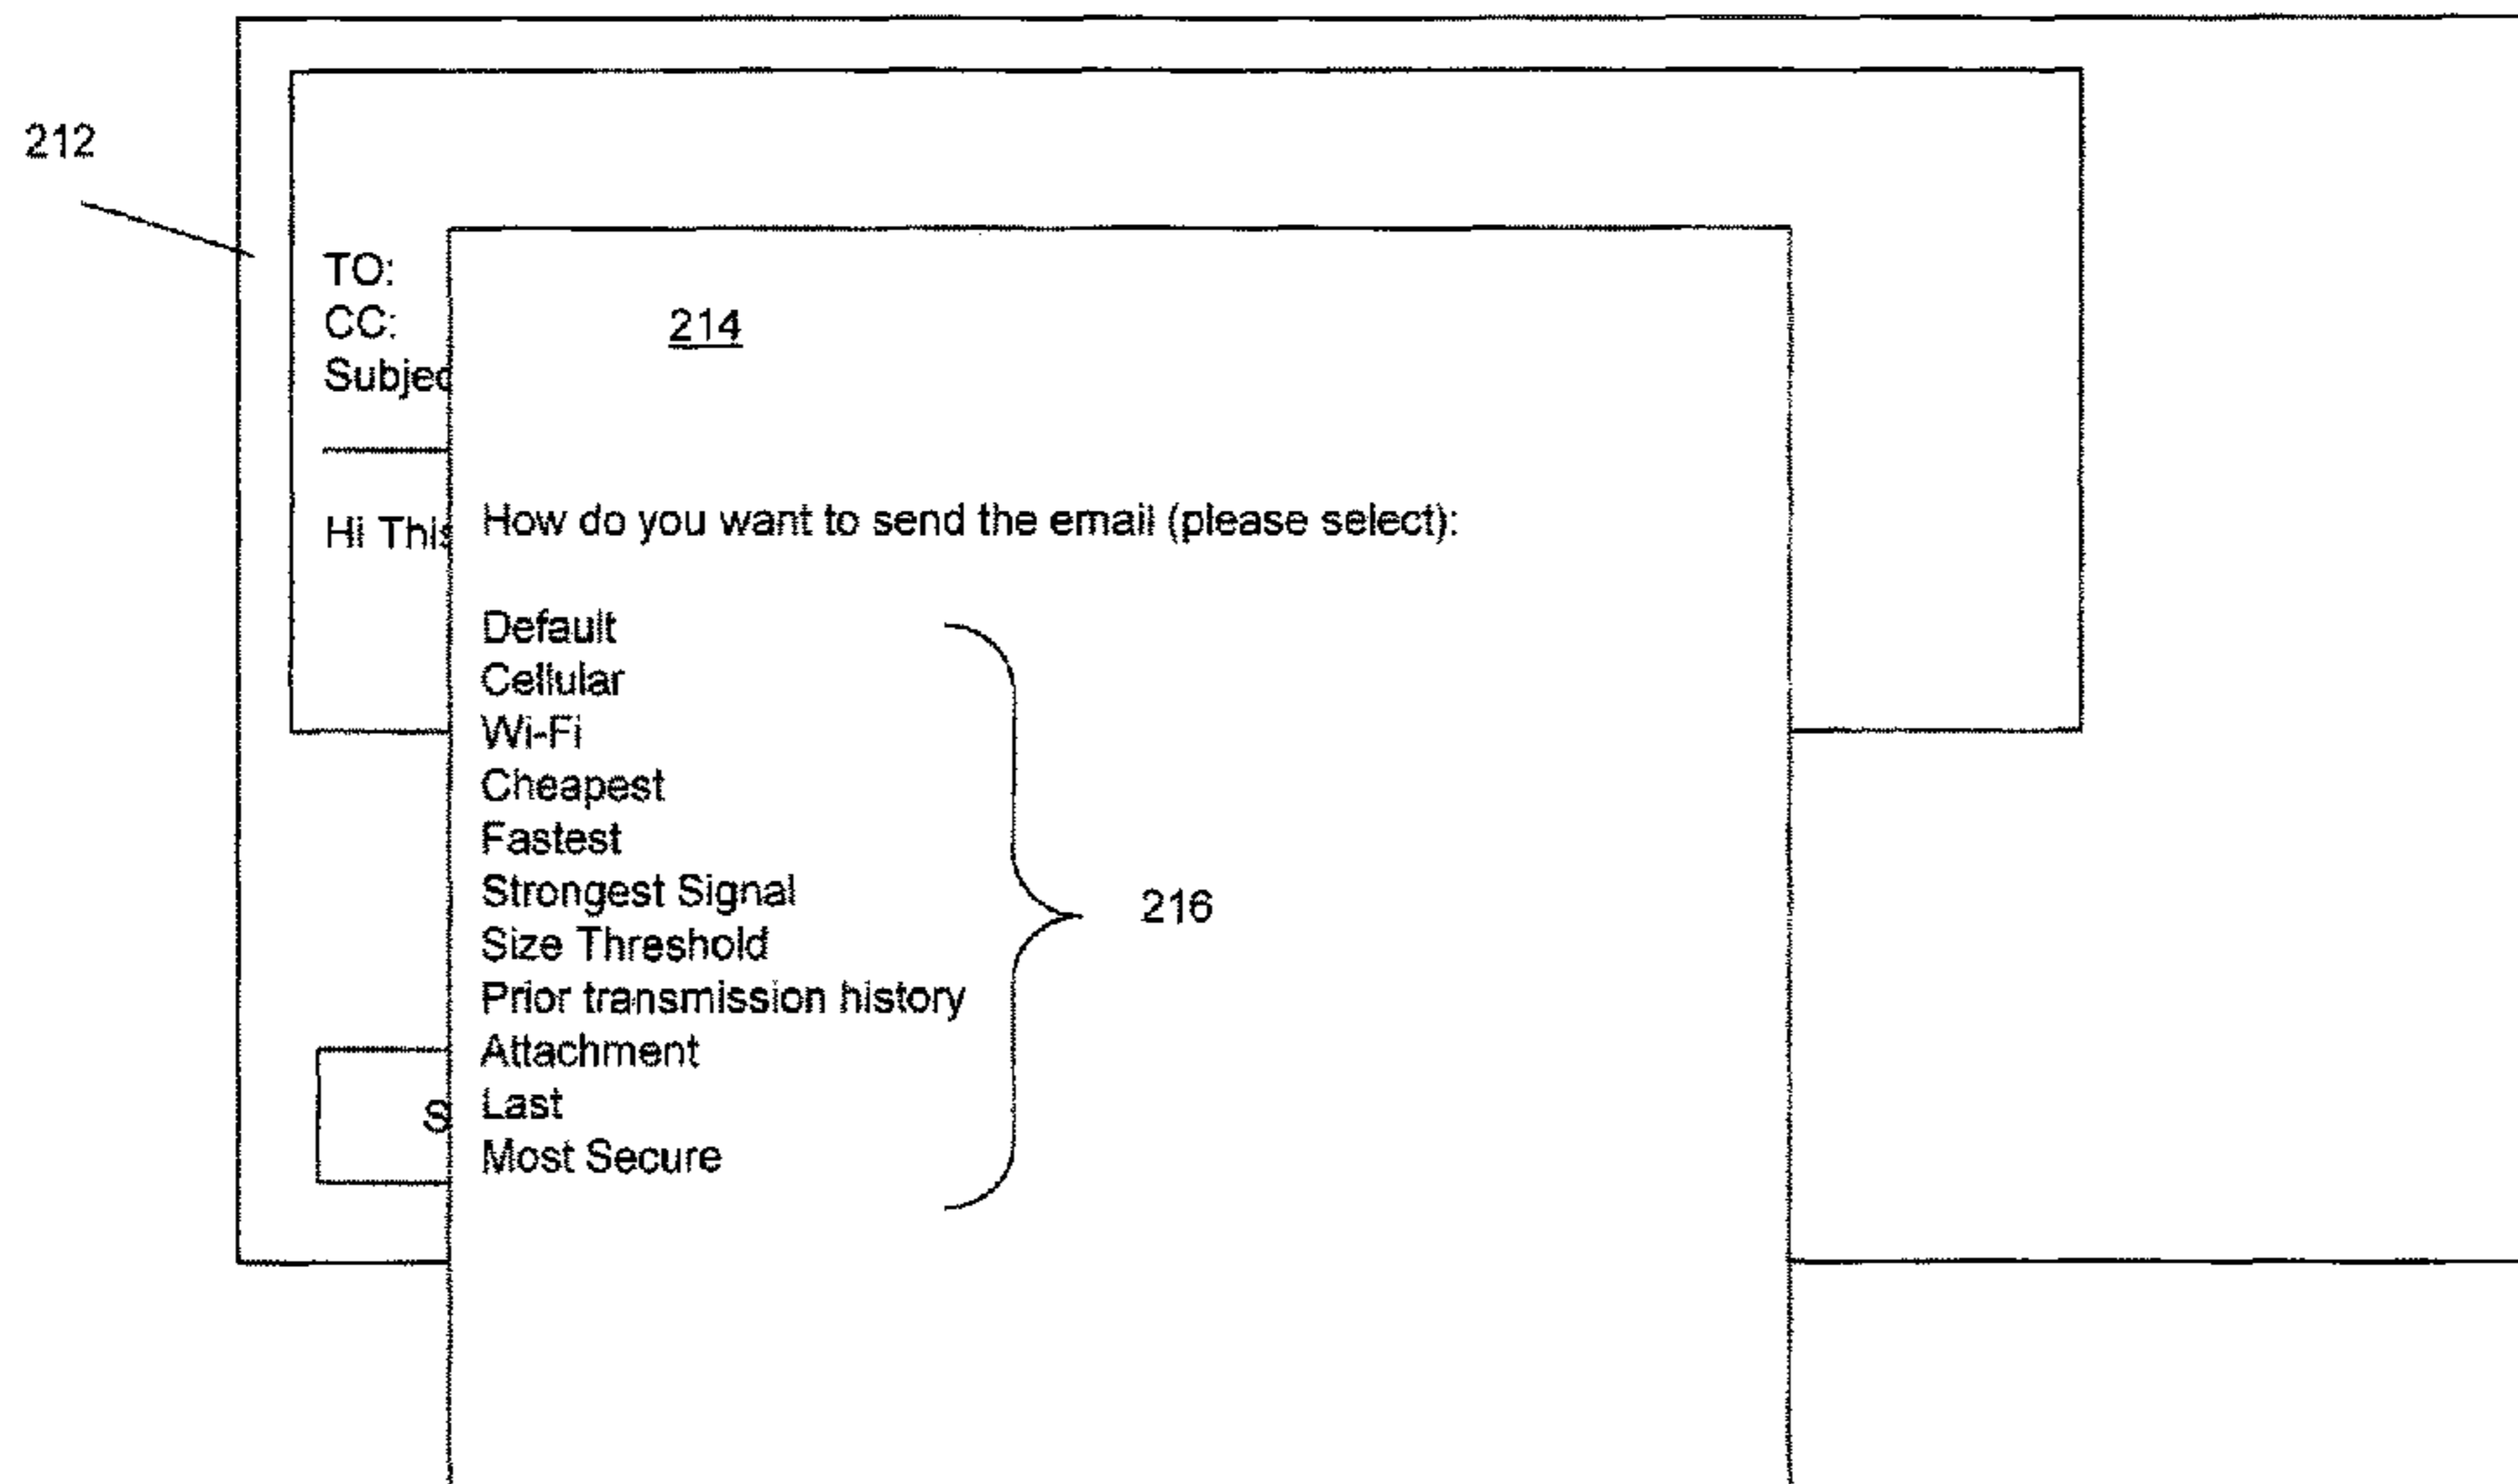 212
TO:
CC:
Subjec
214
Hi This
How do you want to send the email (please select):
Default
Cellular
Wi-Fi
Cheapest
Fastest
Strongest Signal
216
Size Threshold
Prior transmission history
Attachment
S
Last
Most Secure